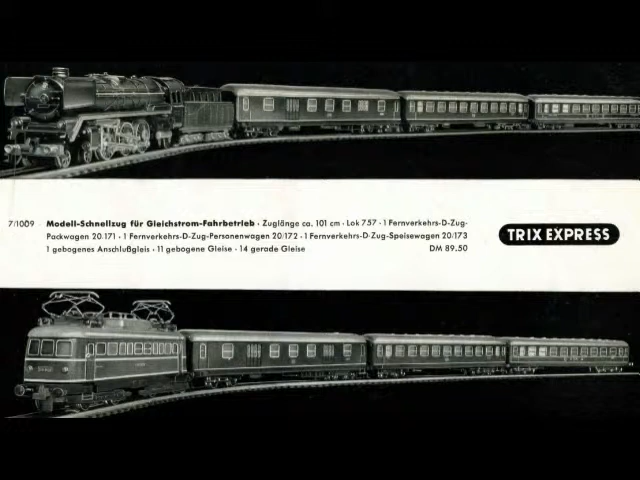 7/1009 Modell-Schnellzug für Gleichstrom-Fahrbetrieb · Zuglänge ca. 101 cm · Lok 757 · 1 Fernverkehrs-D-Zug-
Packwagen 20/171 · 1 Fernverkehrs-D-Zug-Personenwagen 20/172 · 1 Fernverkehrs-D-Zug-Speisewagen 20/173
1 gebogenes Anschlußgleis · 11 gebogene Gleise · 14 gerade Gleise DM 89.50
TRIX EXPRESS